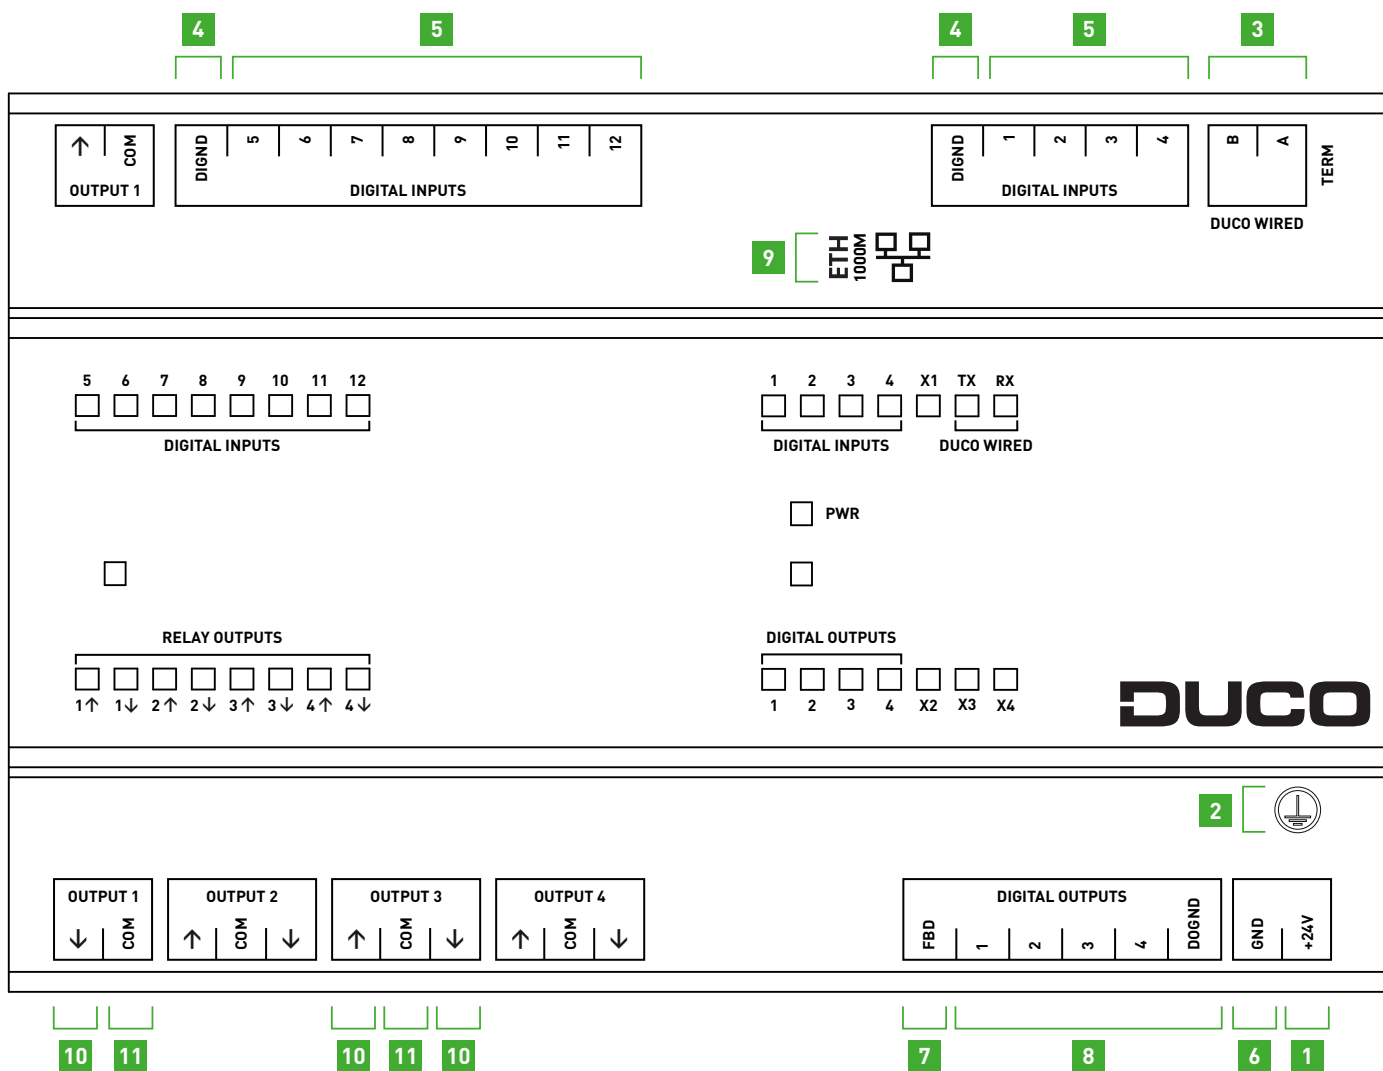 4 5 4 5 3
↑ COM DIGND 5 6 7 8 9 10 11 12 DIGND 1 2 3 4 B A TERM
OUTPUT 1 DIGITAL INPUTS DIGITAL INPUTS
DUCO WIRED
9 ETH 1000M
5 6 7 8 9 10 11 12 1 2 3 4 X1 TX RX
DIGITAL INPUTS DIGITAL INPUTS DUCO WIRED
PWR
RELAY OUTPUTS DIGITAL OUTPUTS
1↑ 1↓ 2↑ 2↓ 3↑ 3↓ 4↑ 4↓ 1 2 3 4 X2 X3 X4
DUCO
2
OUTPUT 1 OUTPUT 2 OUTPUT 3 OUTPUT 4 DIGITAL OUTPUTS
↓ COM ↑ COM ↓ ↑ COM ↓ ↑ COM ↓ FBD 1 2 3 4 DOGND GND +24V
10 11 10 11 10 7 8 6 1